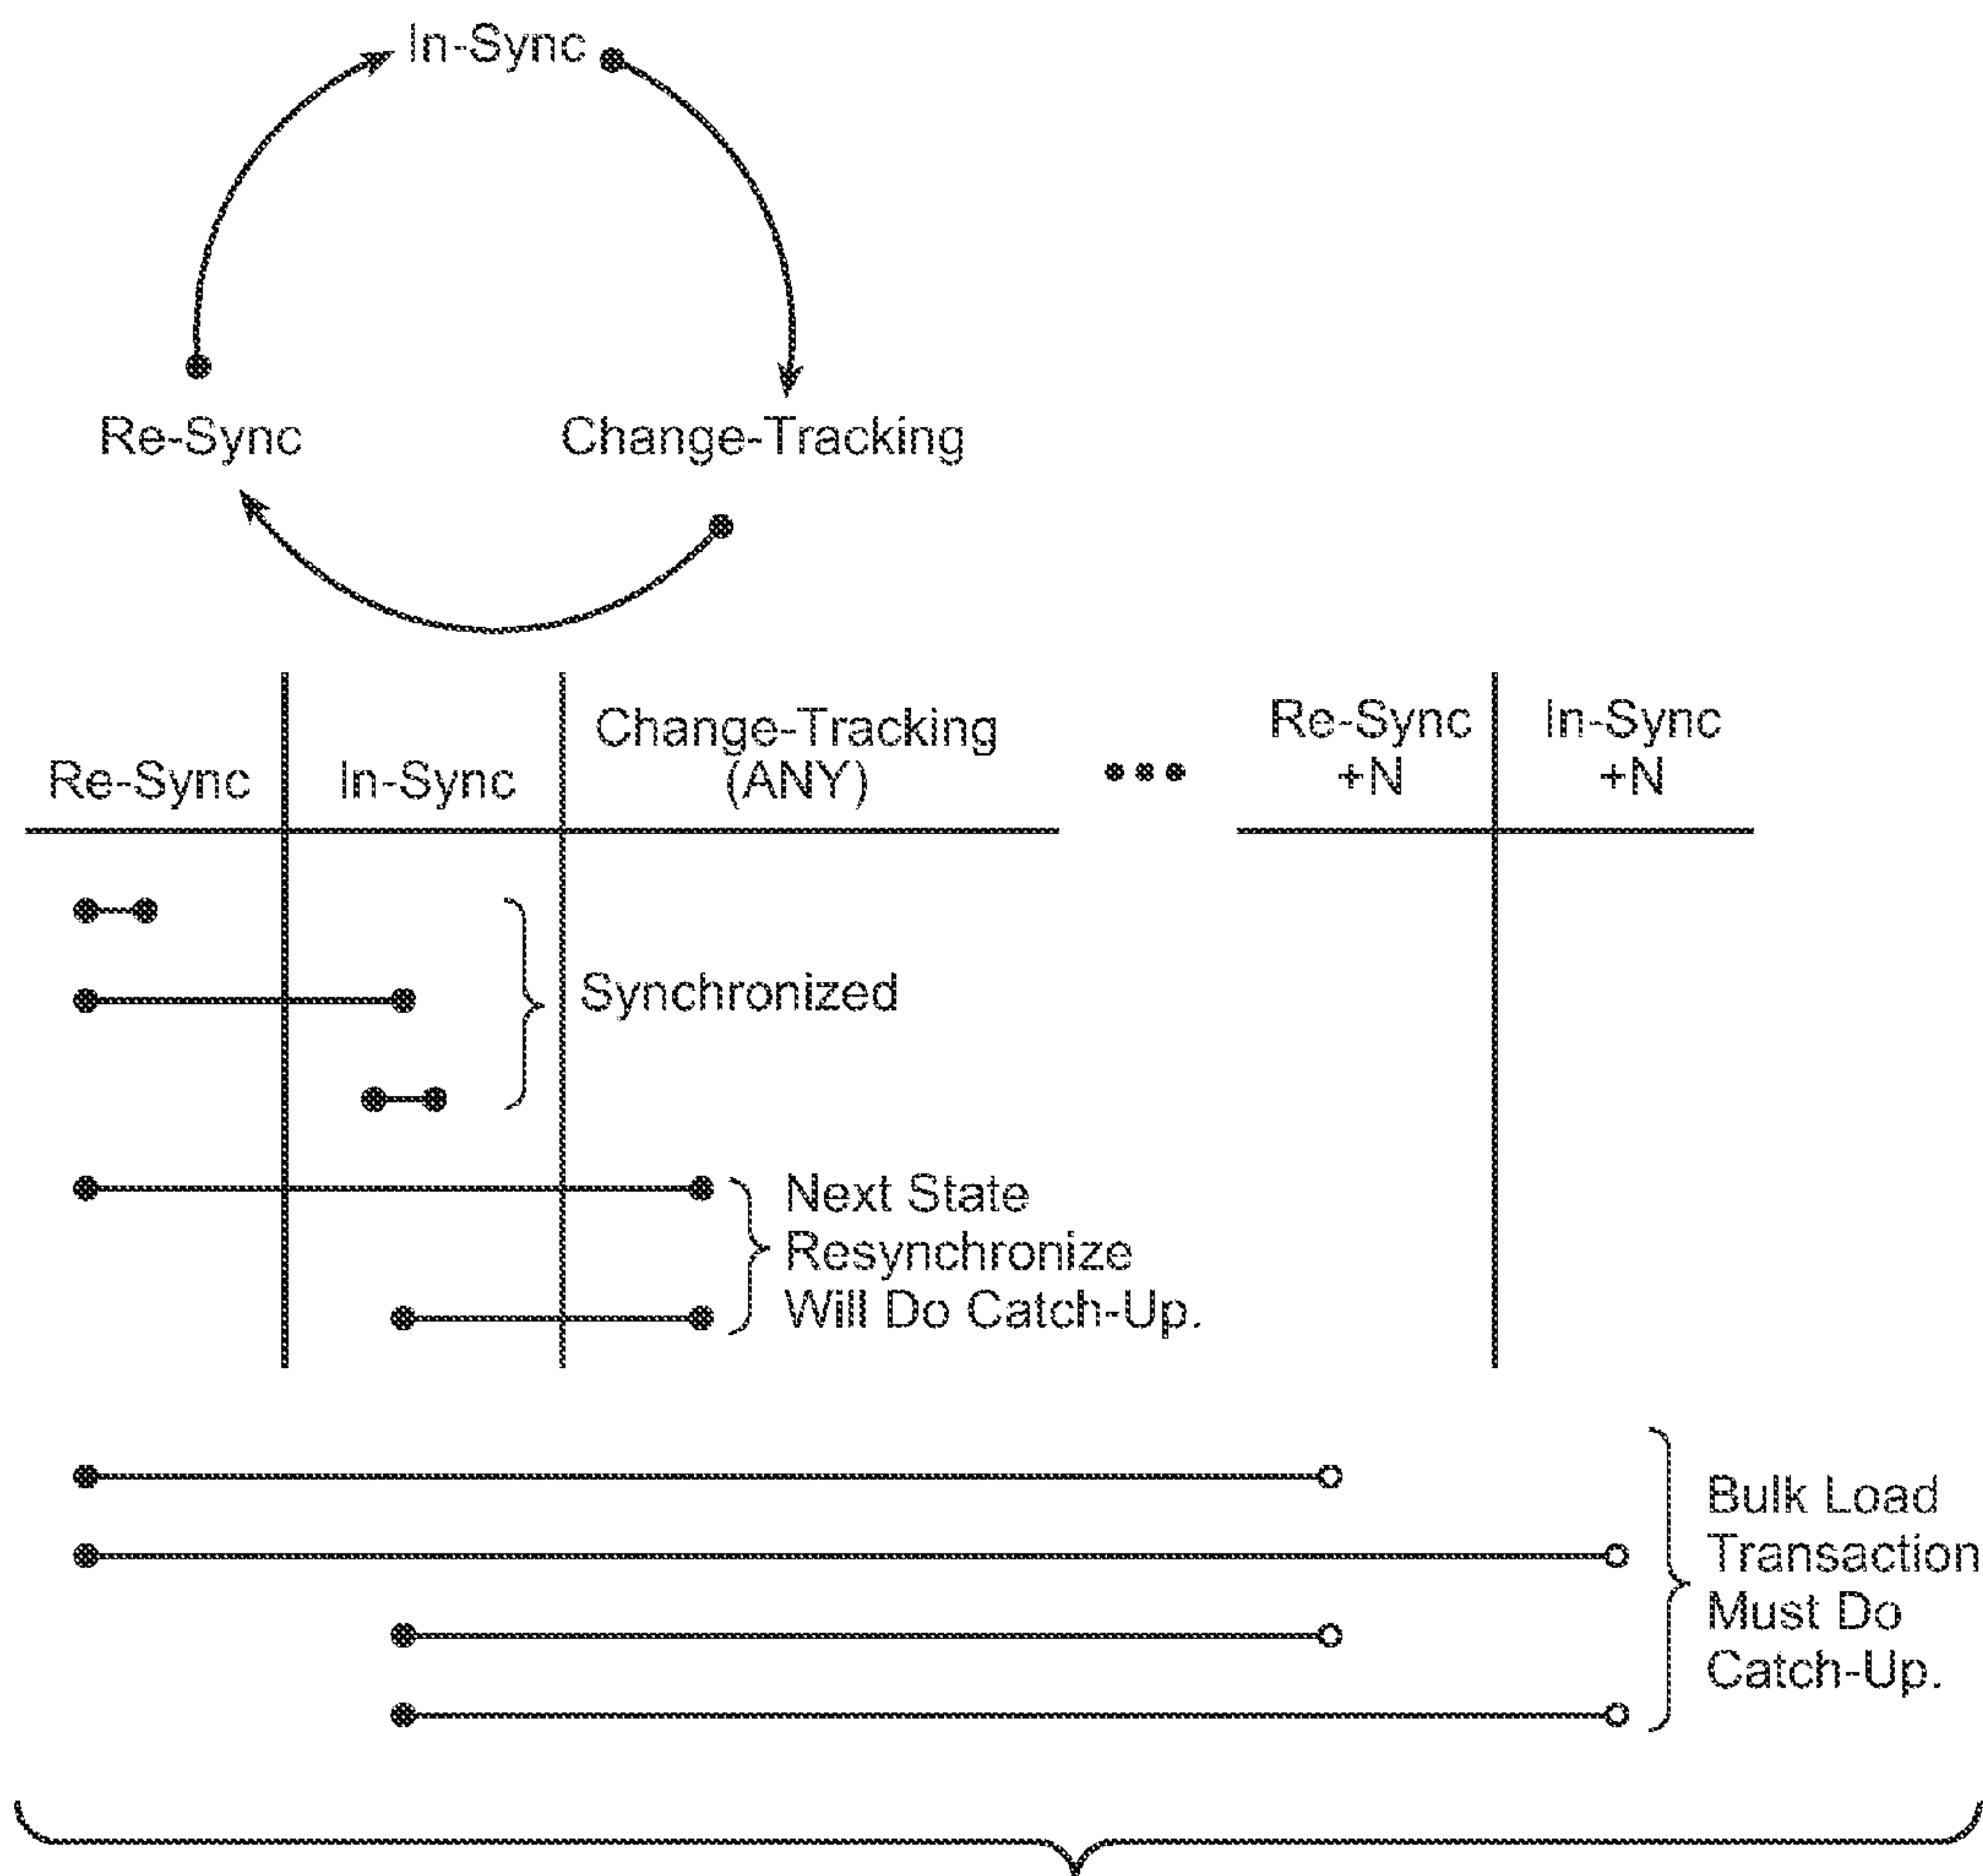 In-Sync
Re-Sync
Change-Tracking
Re-Sync
In-Sync
Change-Tracking
(ANY)
Re-Sync
+N
In-Sync
+N
Synchronized
Next State
Resynchronize
Will Do Catch-Up.
Bulk Load
Transaction
Must Do
Catch-Up.